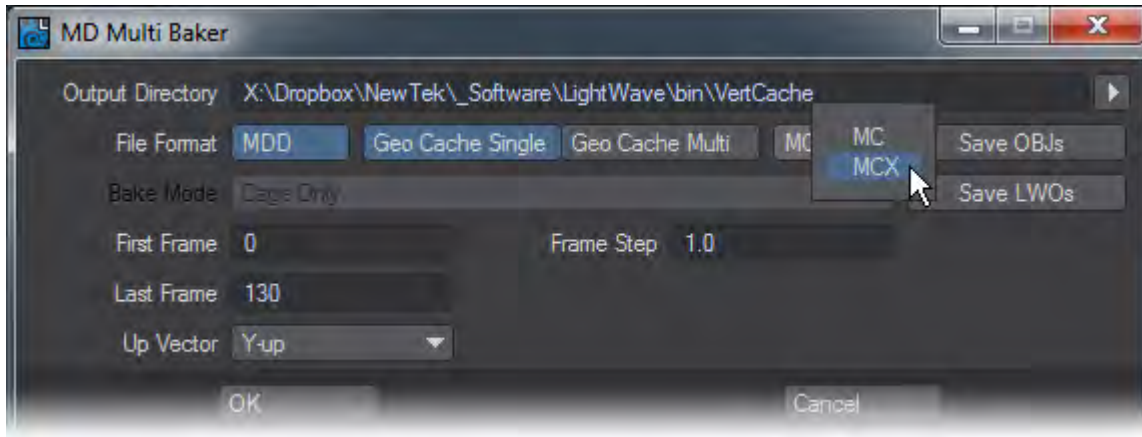 MD Multi Baker
Output Directory X:\Dropbox\NewTek\_Software\LightWave\bin\VertCache
File Format MDD Geo Cache Single Geo Cache Multi MC Save OBJs
MC
MCX
Bake Mode Cage Only Save LWOs
First Frame 0 Frame Step 1.0
Last Frame 130
Up Vector Y-up
OK Cancel